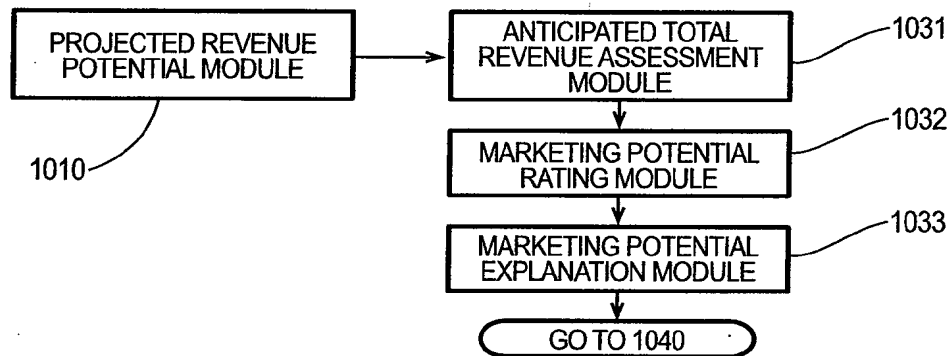 PROJECTED REVENUE
POTENTIAL MODULE
1010
ANTICIPATED TOTAL
REVENUE ASSESSMENT
MODULE
1031
MARKETING POTENTIAL
RATING MODULE
1032
MARKETING POTENTIAL
EXPLANATION MODULE
1033
GO TO 1040